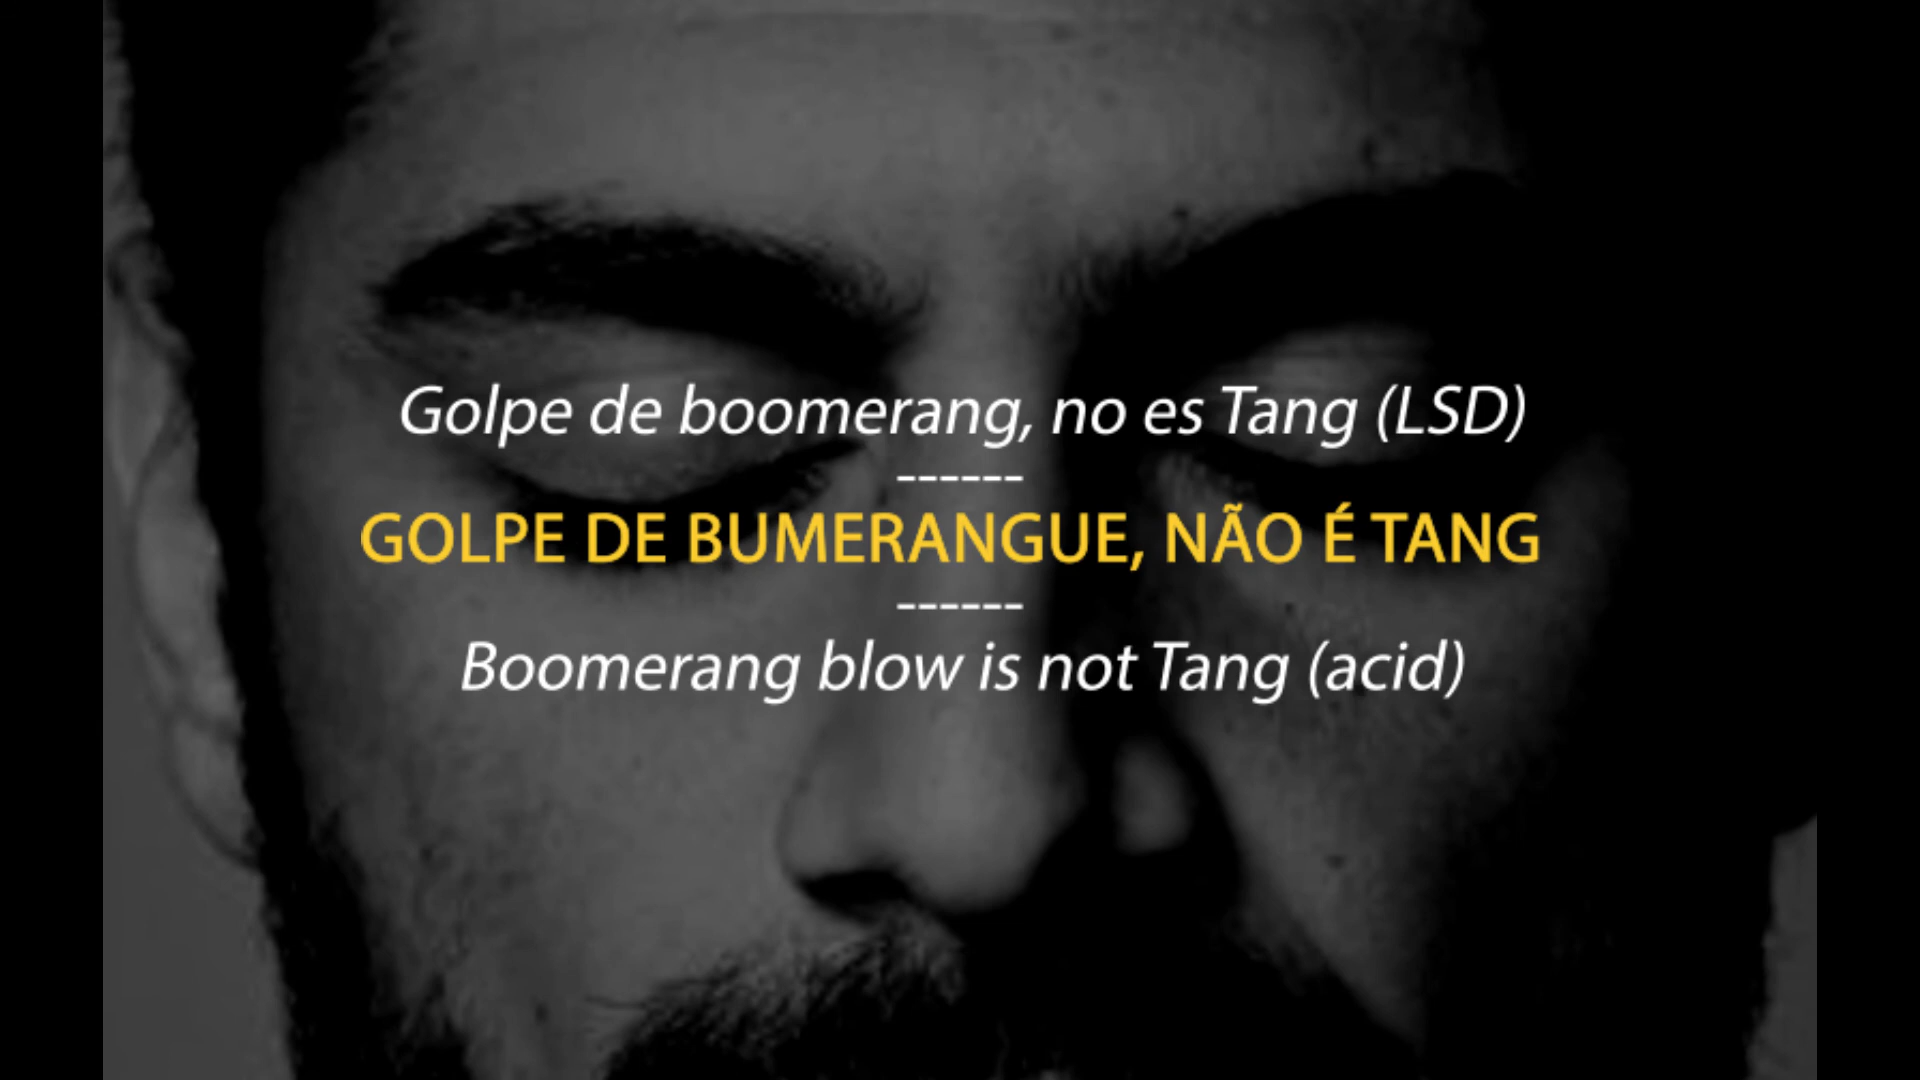 Golpe de boomerang, no es Tang (LSD)
------
GOLPE DE BUMERANGUE, NÃO É TANG
------
Boomerang blow is not Tang (acid)